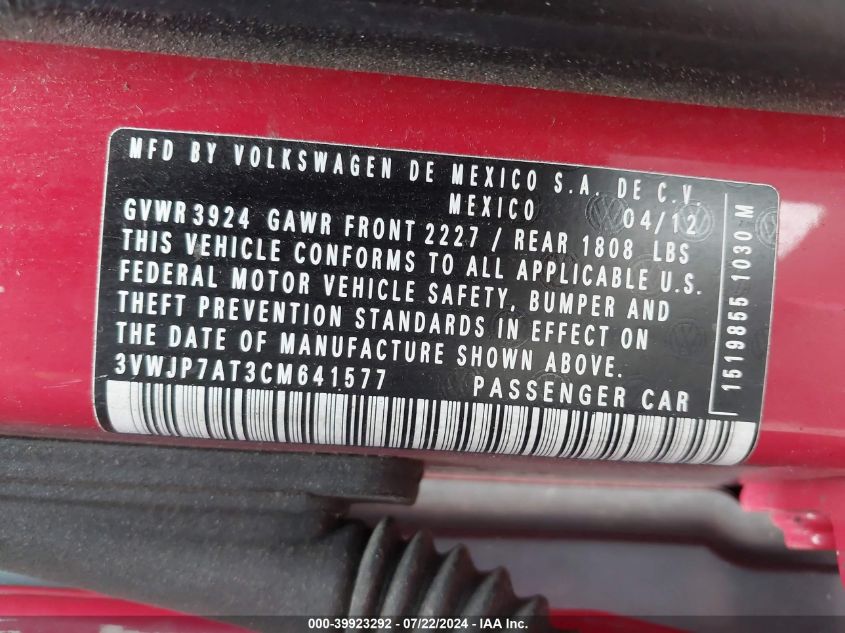 MFD BY VOLKSWAGEN DE MEXICO S.A. DE C.V.
MEXICO 04/12
GVWR 3924 GAWR FRONT 2227 / REAR 1808 LBS
THIS VEHICLE CONFORMS TO ALL APPLICABLE U.S.
FEDERAL MOTOR VEHICLE SAFETY, BUMPER AND
THEFT PREVENTION STANDARDS IN EFFECT ON
THE DATE OF MANUFACTURE SHOWN ABOVE.
3VWJP7AT3CM641577 PASSENGER CAR
1519865 1030 M
000-39923292 - 07/22/2024 - IAA Inc.